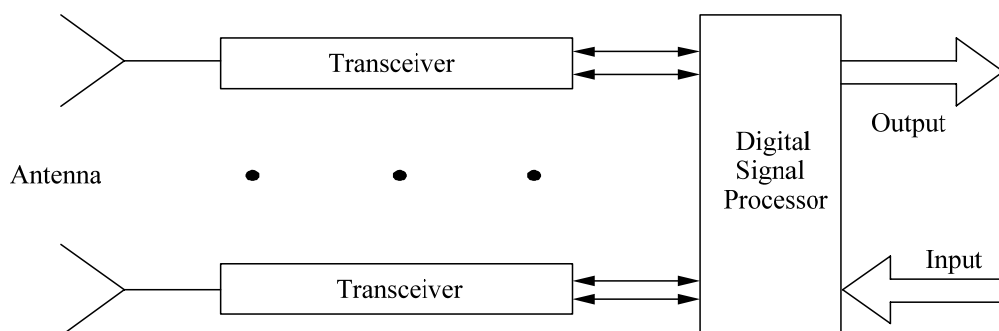 Transceiver
Output
Antenna
Digital
Signal
Processor
Input
Transceiver